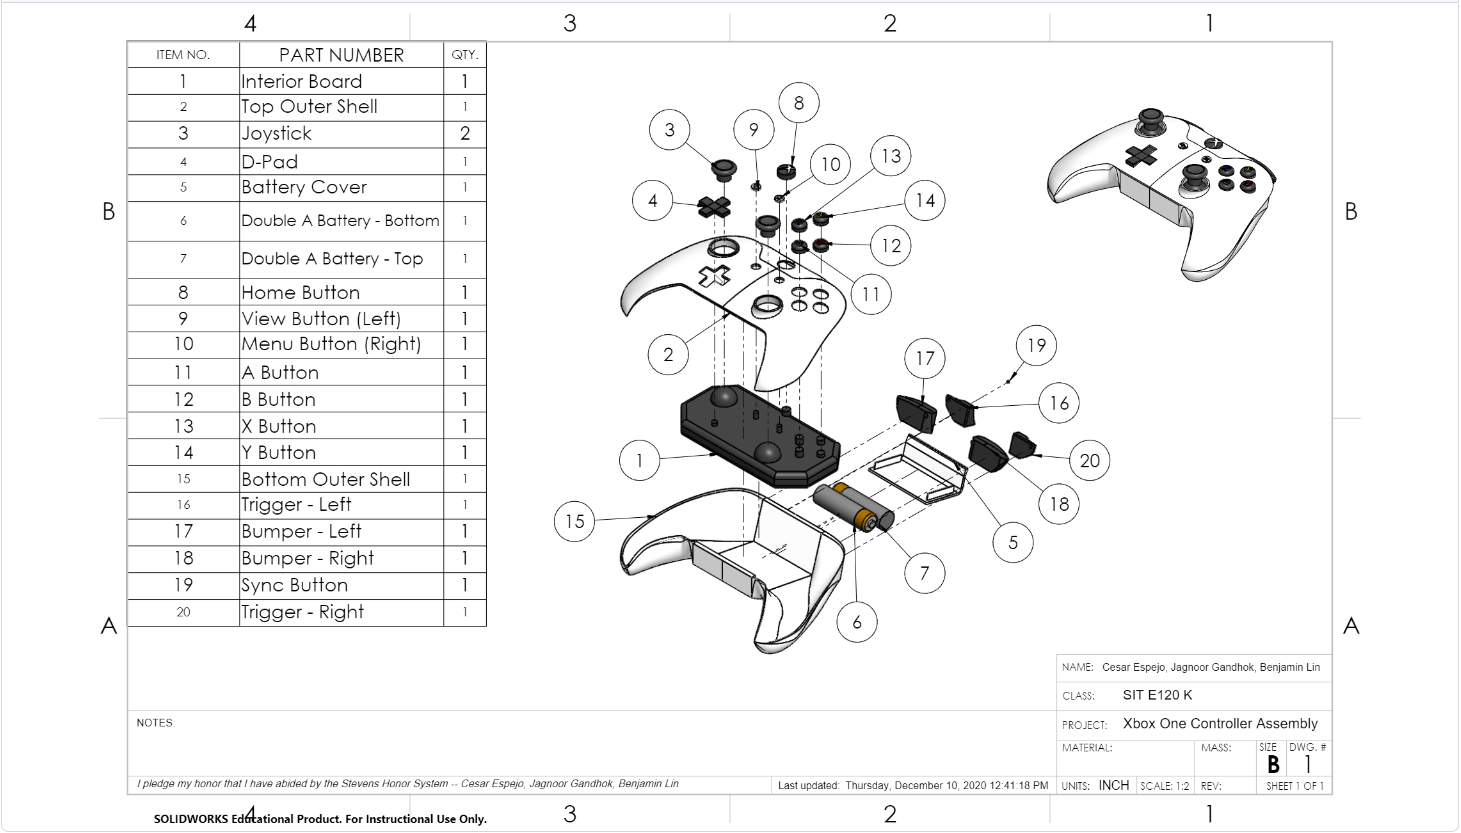 4 3 2 1
ITEM NO. PART NUMBER QTY.
1 Interior Board 1
2 Top Outer Shell 1
3 Joystick 2
4 D-Pad 1
5 Battery Cover 1
6 Double A Battery - Bottom 1
7 Double A Battery - Top 1
8 Home Button 1
9 View Button (Left) 1
10 Menu Button (Right) 1
11 A Button 1
12 B Button 1
13 X Button 1
14 Y Button 1
15 Bottom Outer Shell 1
16 Trigger - Left 1
17 Bumper - Left 1
18 Bumper - Right 1
19 Sync Button 1
20 Trigger - Right 1
8
3 9
13
10
4 14
B B
12
11
2
19
17
16
1 20
18
15
5
7
6
A A
NAME: Cesar Espejo, Jagnoor Gandhok, Benjamin Lin
CLASS: SIT E120 K
PROJECT: Xbox One Controller Assembly
NOTES:
MATERIAL: MASS: SIZE DWG. #
B 1
I pledge my honor that I have abided by the Stevens Honor System -- Cesar Espejo, Jagnoor Gandhok, Benjamin Lin
Last updated: Thursday, December 10, 2020 12:41:18 PM
UNITS: INCH SCALE: 1:2 REV: SHEET 1 OF 1
4 3 2 1
SOLIDWORKS Educational Product. For Instructional Use Only.